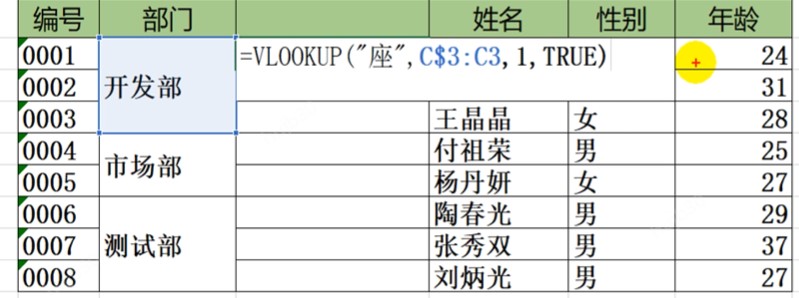 编号 部门 姓名 性别 年龄
0001 开发部 =VLOOKUP("座",C$3:C3,1,TRUE) 24
0002 31
0003 王晶晶 女 28
0004 市场部 付祖荣 男 25
0005 杨丹妍 女 27
0006 测试部 陶春光 男 29
0007 张秀双 男 37
0008 刘炳光 男 27